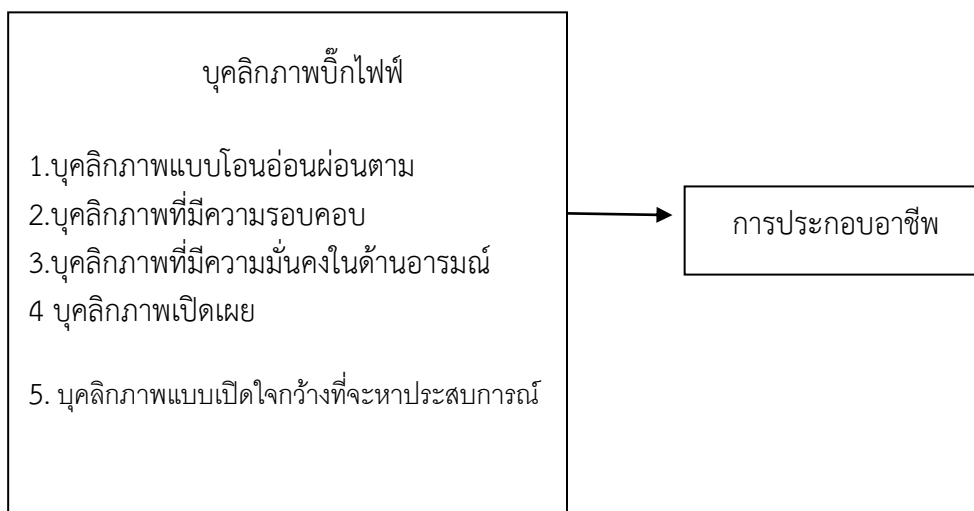 บุคลิกภาพบิ๊กไฟฟ์
1.บุคลิกภาพแบบโอนอ่อนผ่อนตาม
2.บุคลิกภาพที่มีความรอบคอบ
3.บุคลิกภาพที่มีความมั่นคงในด้านอารมณ์
4 บุคลิกภาพเปิดเผย
5. บุคลิกภาพแบบเปิดใจกว้างที่จะหาประสบการณ์
การประกอบอาชีพ